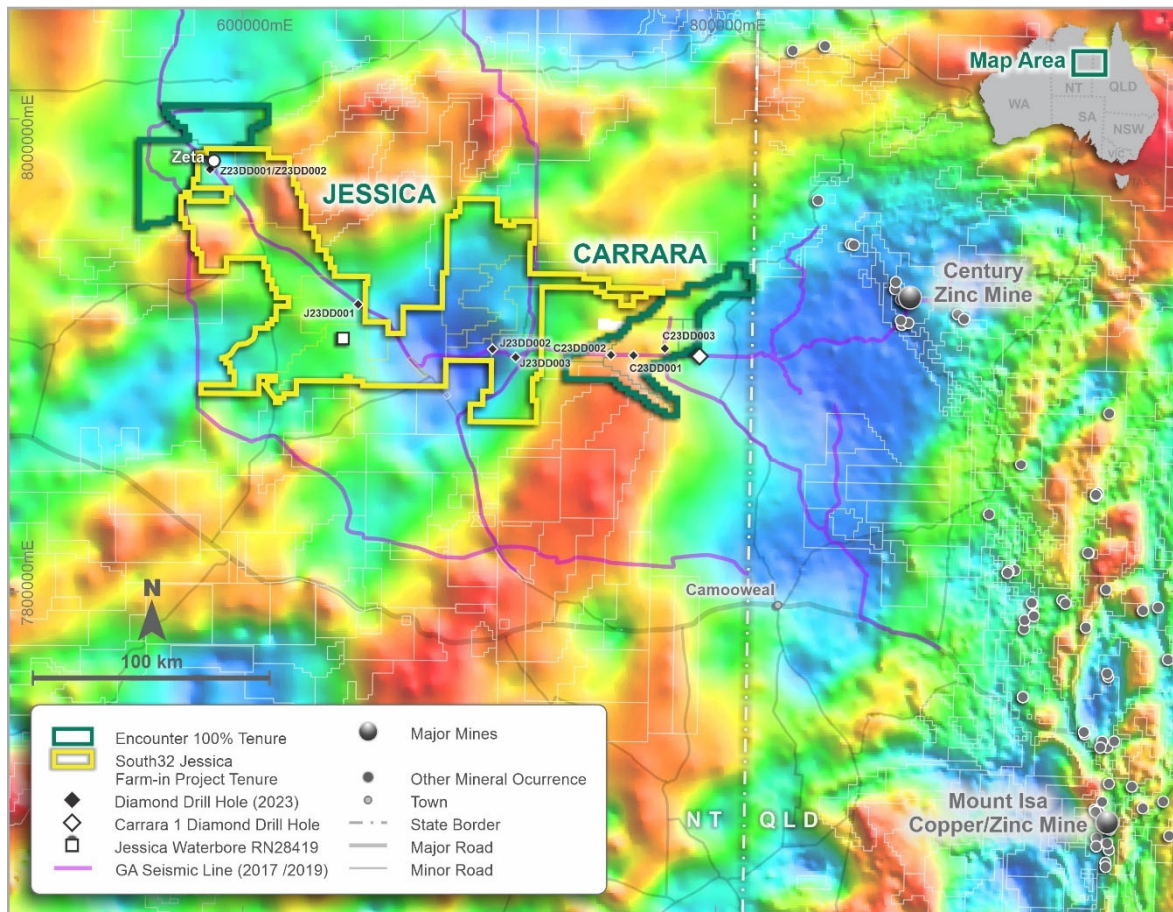 600000mE
800000mE
8000000mE
7800000mE
Map Area
WA
NT
QLD
SA
NSW
VIC
Zeta
Z23DD001/Z23DD002
JESSICA
CARRARA
J23DD001
J23DD002
J23DD003
C23DD002
C23DD003
C23DD001
Century
Zinc Mine
Camooweal
N
100 km
NT QLD
Mount Isa
Copper/Zinc Mine
Encounter 100% Tenure
South32 Jessica
Farm-in Project Tenure
Diamond Drill Hole (2023)
Carrara 1 Diamond Drill Hole
Jessica Waterbore RN28419
GA Seismic Line (2017 /2019)
Major Mines
Other Mineral Ocurrence
Town
State Border
Major Road
Minor Road